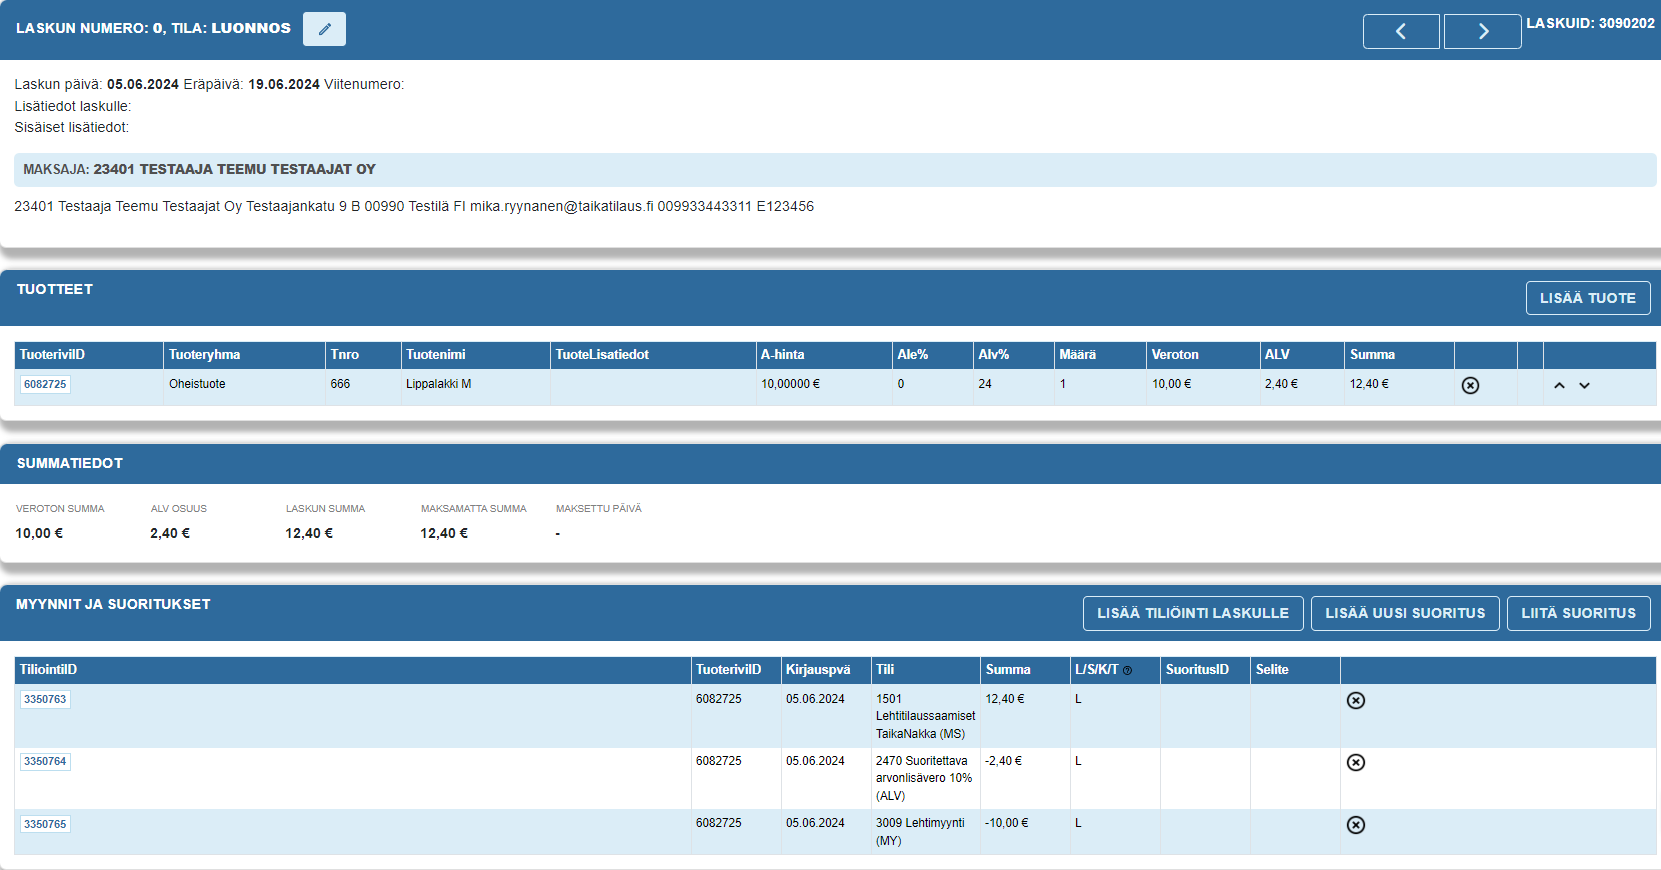 LASKUN NUMERO: 0, TILA: LUONNOS
LASKUID: 3090202
Laskun päivä: 05.06.2024 Eräpäivä: 19.06.2024 Viitenumero:
Lisätiedot laskulle:
Sisäiset lisätiedot:
MAKSAJA: 23401 TESTAAJA TEEMU TESTAAJAT OY
23401 Testaaja Teemu Testaajat Oy Testaajankatu 9 B 00990 Testilä FI mika.ryynanen@taikatilaus.fi 009933443311 E123456
TUOTTEET
LISÄÄ TUOTE
TuoteriviID Tuoteryhma Tnro Tuotenimi TuoteLisatiedot A-hinta Ale% Alv% Määrä Veroton ALV Summa
6082725 Oheistuote 666 Lippalakki M 10,00000 € 0 24 1 10,00 € 2,40 € 12,40 €
SUMMATIEDOT
VEROTON SUMMA ALV OSUUS LASKUN SUMMA MAKSAMATTA SUMMA MAKSETTU PÄIVÄ
10,00 € 2,40 € 12,40 € 12,40 € -
MYYNNIT JA SUORITUKSET
LISÄÄ TILIÖINTI LASKULLE LISÄÄ UUSI SUORITUS LIITÄ SUORITUS
TiliointiID TuoteriviID Kirjauspvä Tili Summa L/S/K/T ? SuoritusID Selite
3350763 6082725 05.06.2024 1501 12,40 € L
Lehtitilaussaamiset
TaikaNakka (MS)
3350764 6082725 05.06.2024 2470 Suoritettava -2,40 € L
arvonlisävero 10%
(ALV)
3350765 6082725 05.06.2024 3009 Lehtimyynti -10,00 € L
(MY)